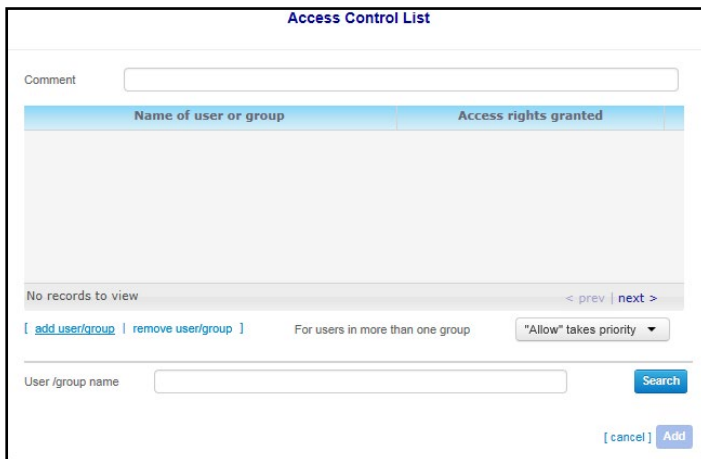 Access Control List
Comment
Name of user or group Access rights granted
No records to view < prev | next >
[ add user/group | remove user/group ] For users in more than one group "Allow" takes priority
User /group name Search
[ cancel ] Add